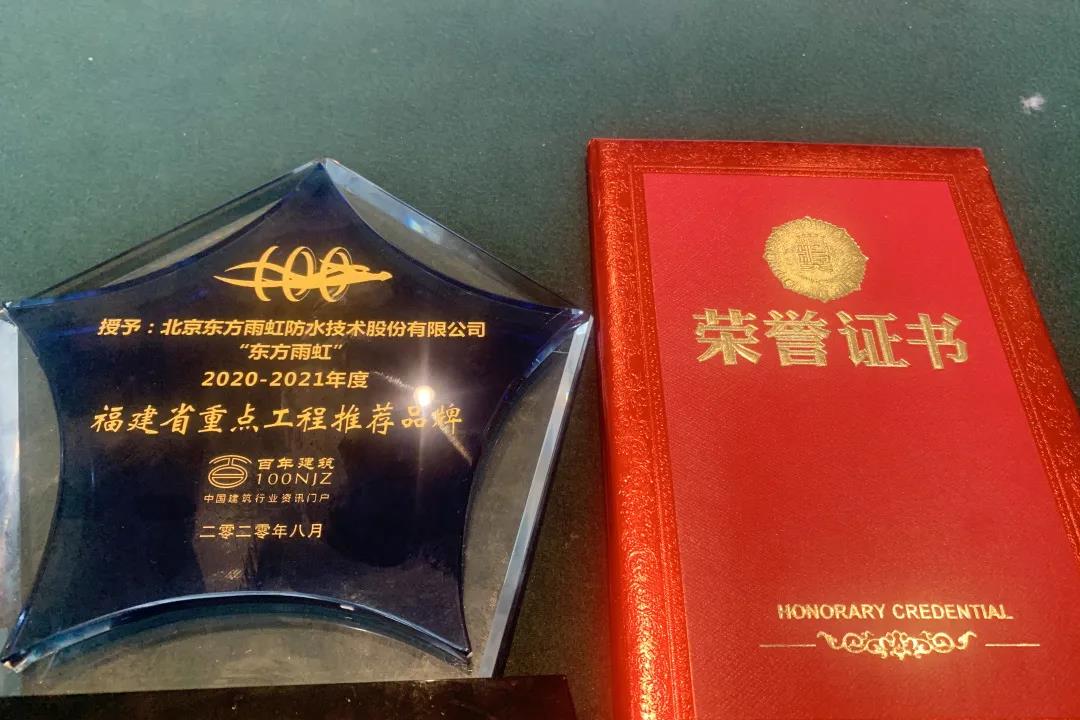 100
授予：北京东方雨虹防水技术股份有限公司
“东方雨虹”
2020-2021年度
福建省重点工程推荐品牌
百年建筑
100NJZ
中国建筑行业资讯门户
二零二零年八月
荣誉证书
HONORARY CREDENTIAL